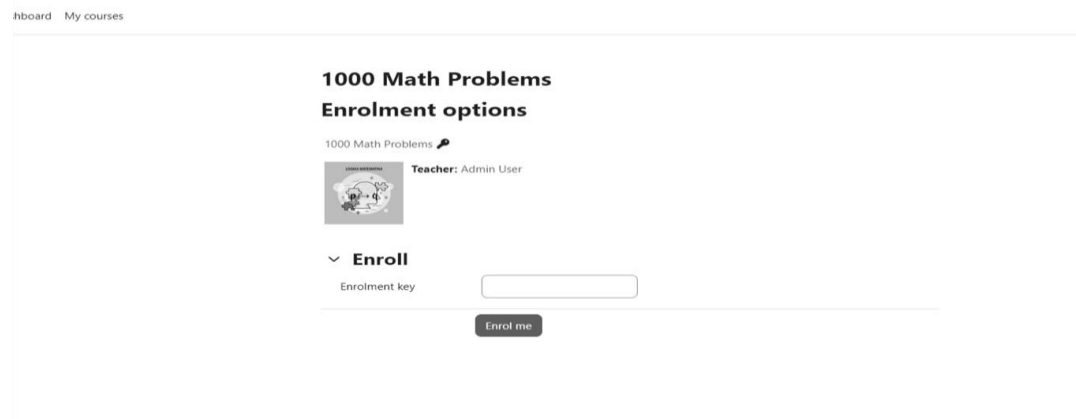 hboard My courses
1000 Math Problems
Enrolment options
1000 Math Problems
Teacher: Admin User
p → q
Enroll
Enrolment key
Enrol me